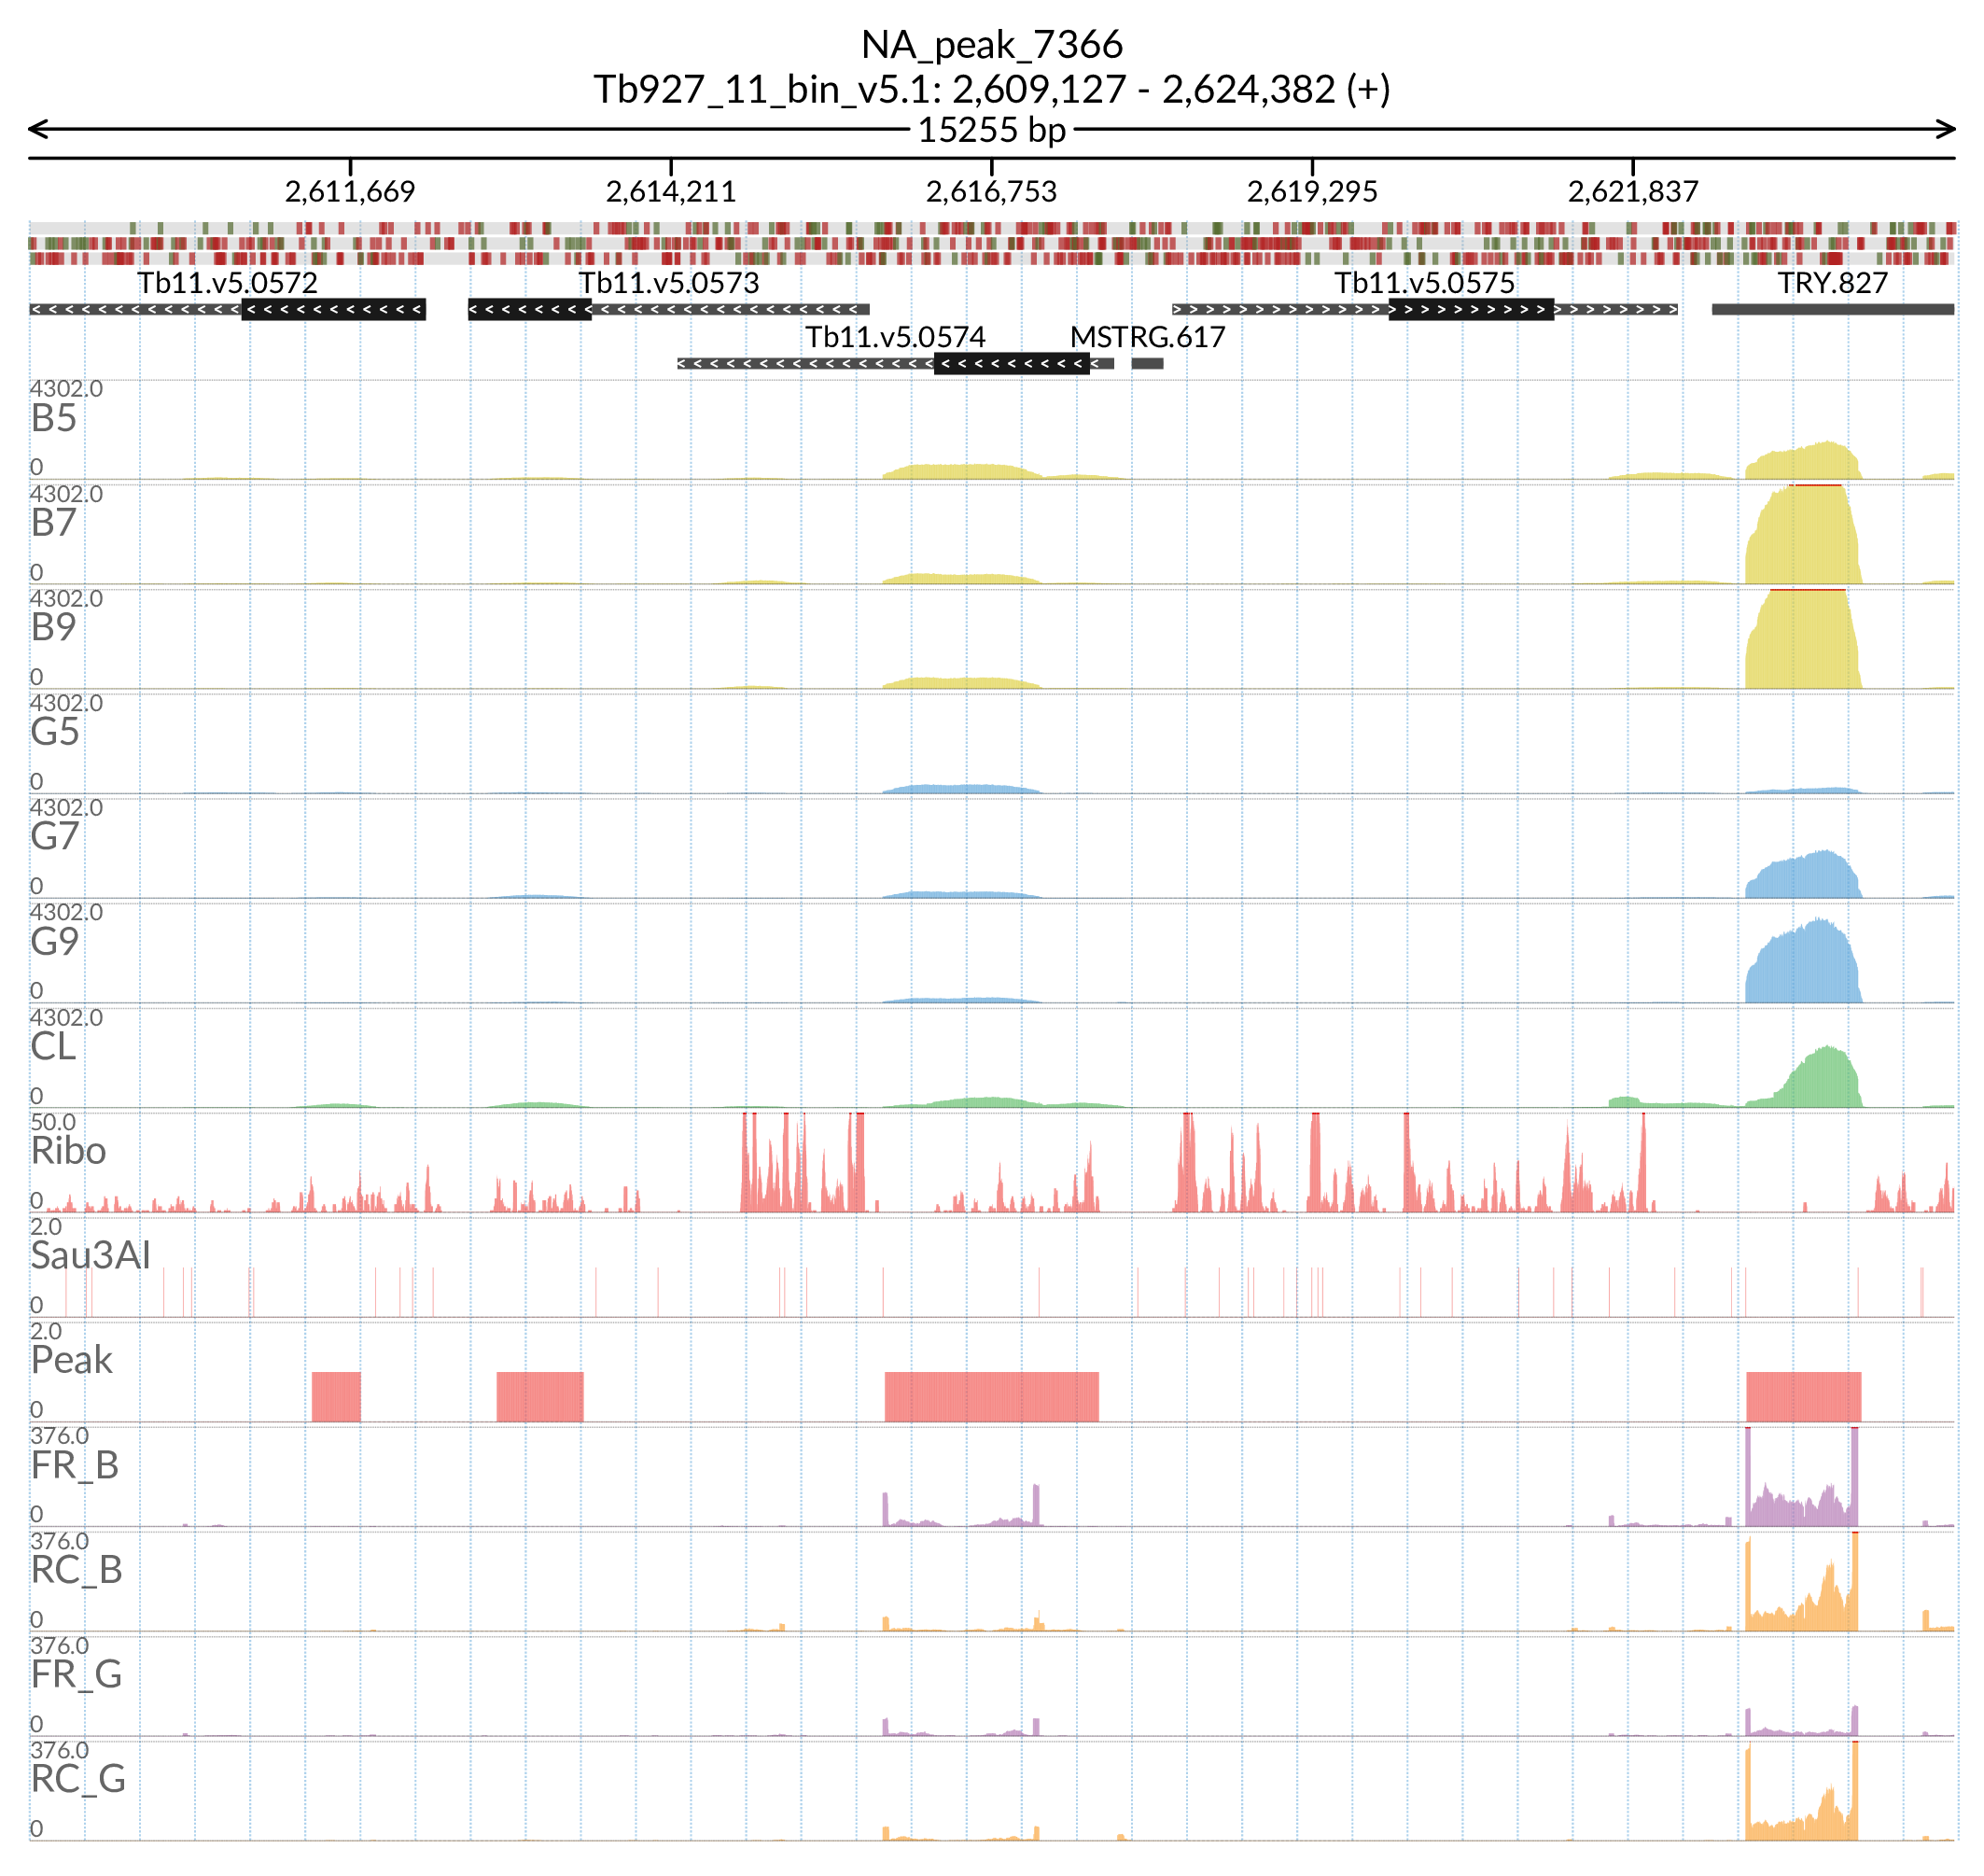 NA_peak_7366
Tb927_11_bin_v5.1: 2,609,127 - 2,624,382 (+)
15255 bp
2,611,669 2,614,211 2,616,753 2,619,295 2,621,837
Tb11.v5.0572 Tb11.v5.0573 Tb11.v5.0575 TRY.827
Tb11.v5.0574 MSTRG.617
4302.0
B5
0
4302.0
B7
0
4302.0
B9
0
4302.0
G5
0
4302.0
G7
0
4302.0
G9
0
4302.0
CL
0
50.0
Ribo
0
2.0
Sau3AI
0
2.0
Peak
0
376.0
FR_B
0
376.0
RC_B
0
376.0
FR_G
0
376.0
RC_G
0